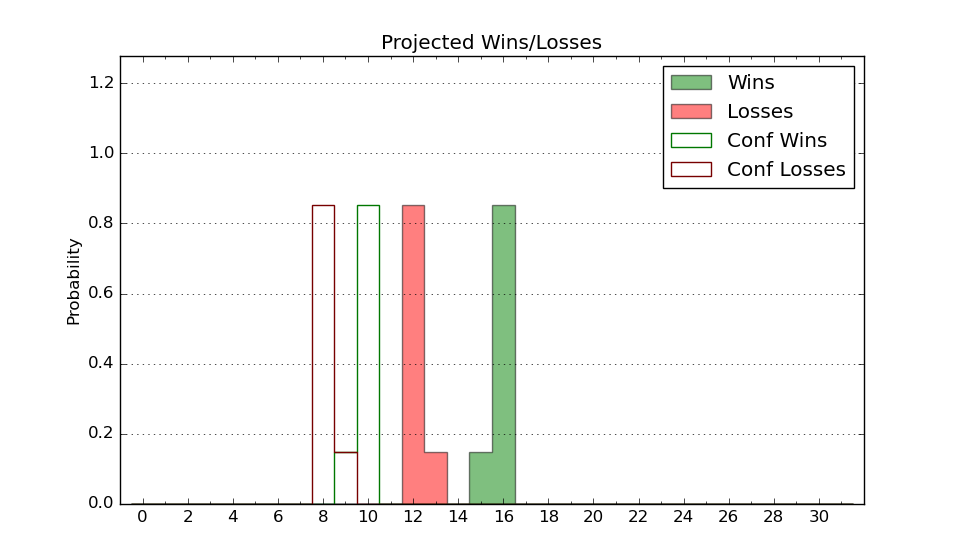 Projected Wins/Losses
1.2
1.0
0.8
0.6
0.4
0.2
0.0
Probability
Wins
Losses
Conf Wins
Conf Losses
0 2 4 6 8 10 12 14 16 18 20 22 24 26 28 30